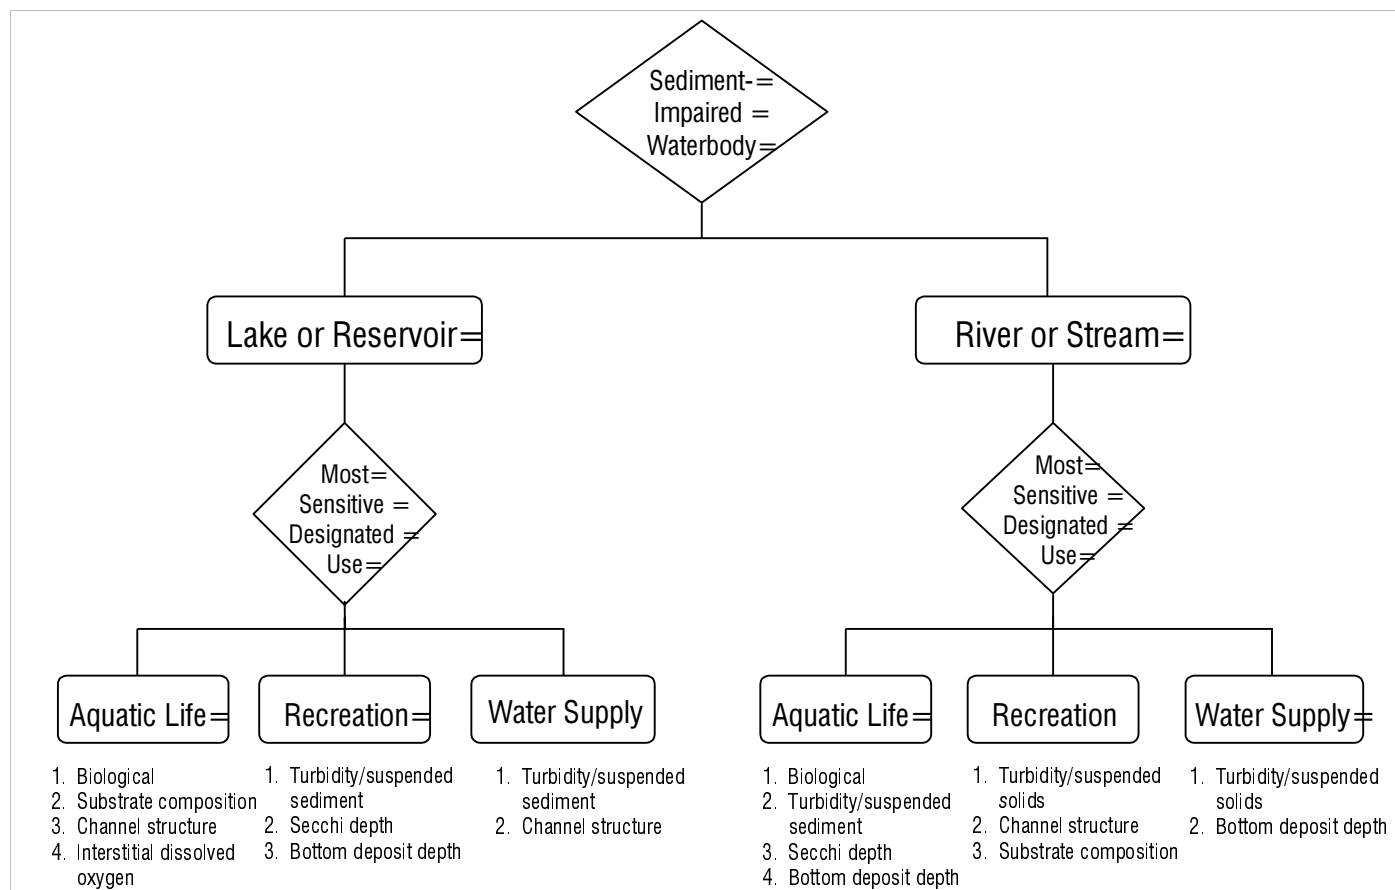 Sediment-=
Impaired =
Waterbody=
Lake or Reservoir=
River or Stream=
Most=
Sensitive =
Designated =
Use=
Most=
Sensitive =
Designated =
Use=
Aquatic Life=
Recreation=
Water Supply
Aquatic Life=
Recreation
Water Supply=
1. Biological
2. Substrate composition
3. Channel structure
4. Interstitial dissolved
oxygen
1. Turbidity/suspended
sediment
2. Secchi depth
3. Bottom deposit depth
1. Turbidity/suspended
sediment
2. Channel structure
1. Biological
2. Turbidity/suspended
sediment
3. Secchi depth
4. Bottom deposit depth
1. Turbidity/suspended
solids
2. Channel structure
3. Substrate composition
1. Turbidity/suspended
solids
2. Bottom deposit depth